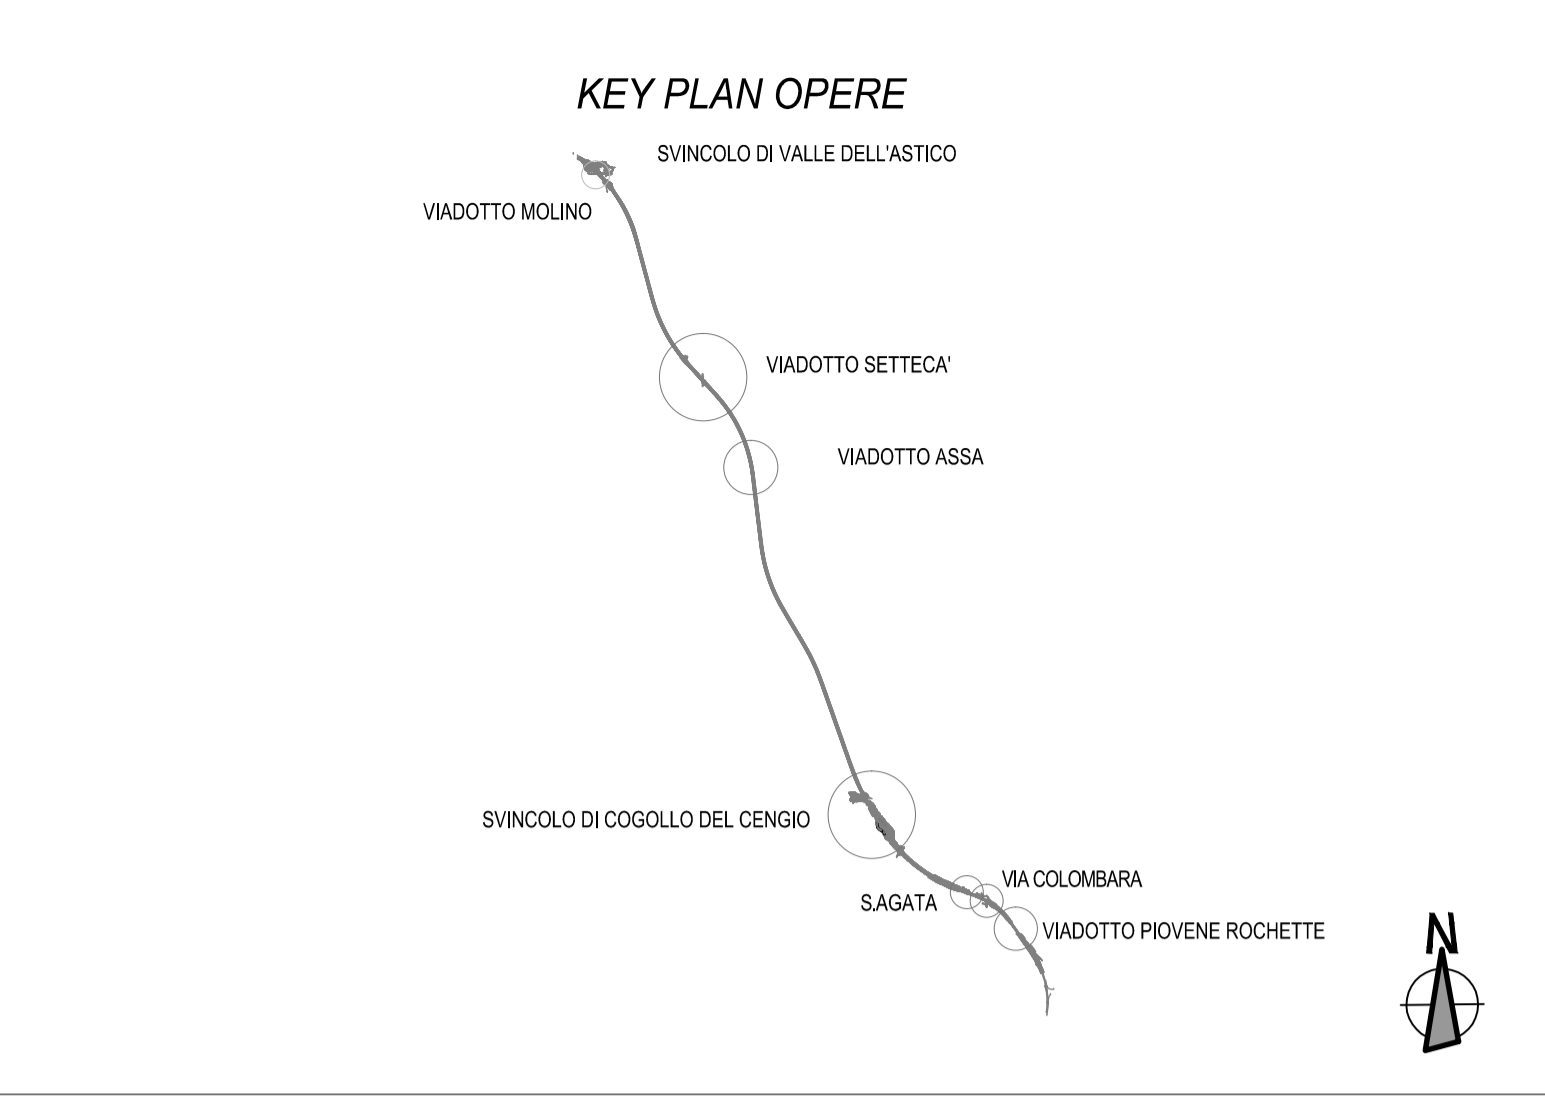 KEY PLAN OPERE
SVINCOLO DI VALLE DELL'ASTICO
VIADOTTO MOLINO
VIADOTTO SETTECA'
VIADOTTO ASSA
SVINCOLO DI COGOLLO DEL CENGIO
VIA COLOMBARA
S.AGATA
VIADOTTO PIOVENE ROCHETTE
N